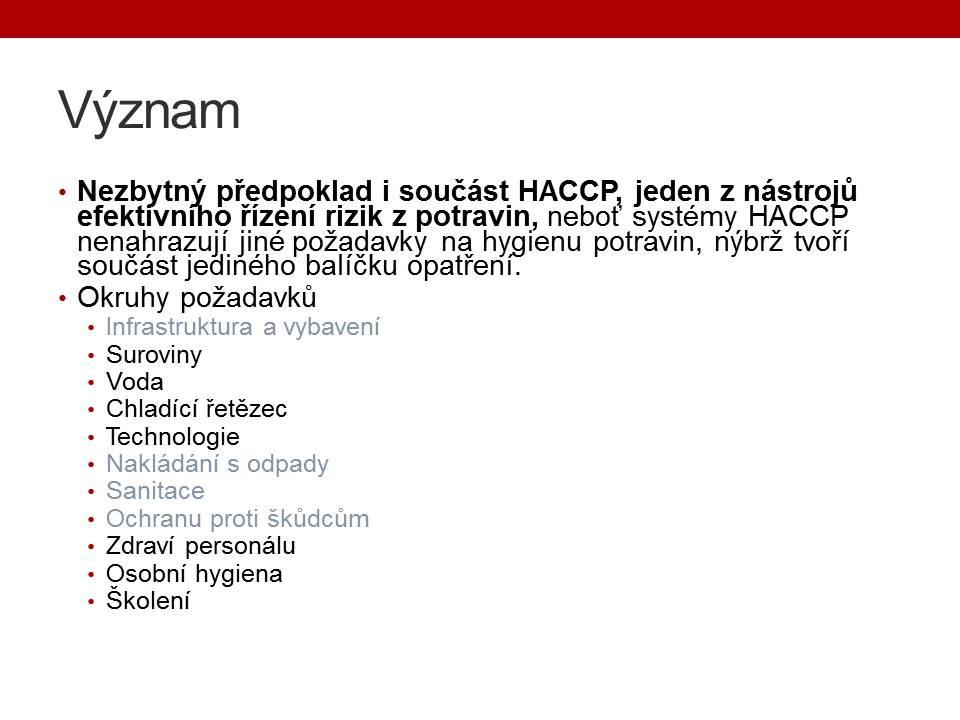 Význam
• Nezbytný předpoklad i součást HACCP, jeden z nástrojů
efektivního řízení rizik z potravin, neboť systémy HACCP
nenahrazují jiné požadavky na hygienu potravin, nýbrž tvoří
součást jediného balíčku opatření.
• Okruhy požadavků
• Infrastruktura a vybavení
• Suroviny
• Voda
• Chladící řetězec
• Technologie
• Nakládání s odpady
• Sanitace
• Ochranu proti škůdcům
• Zdraví personálu
• Osobní hygiena
• Školení